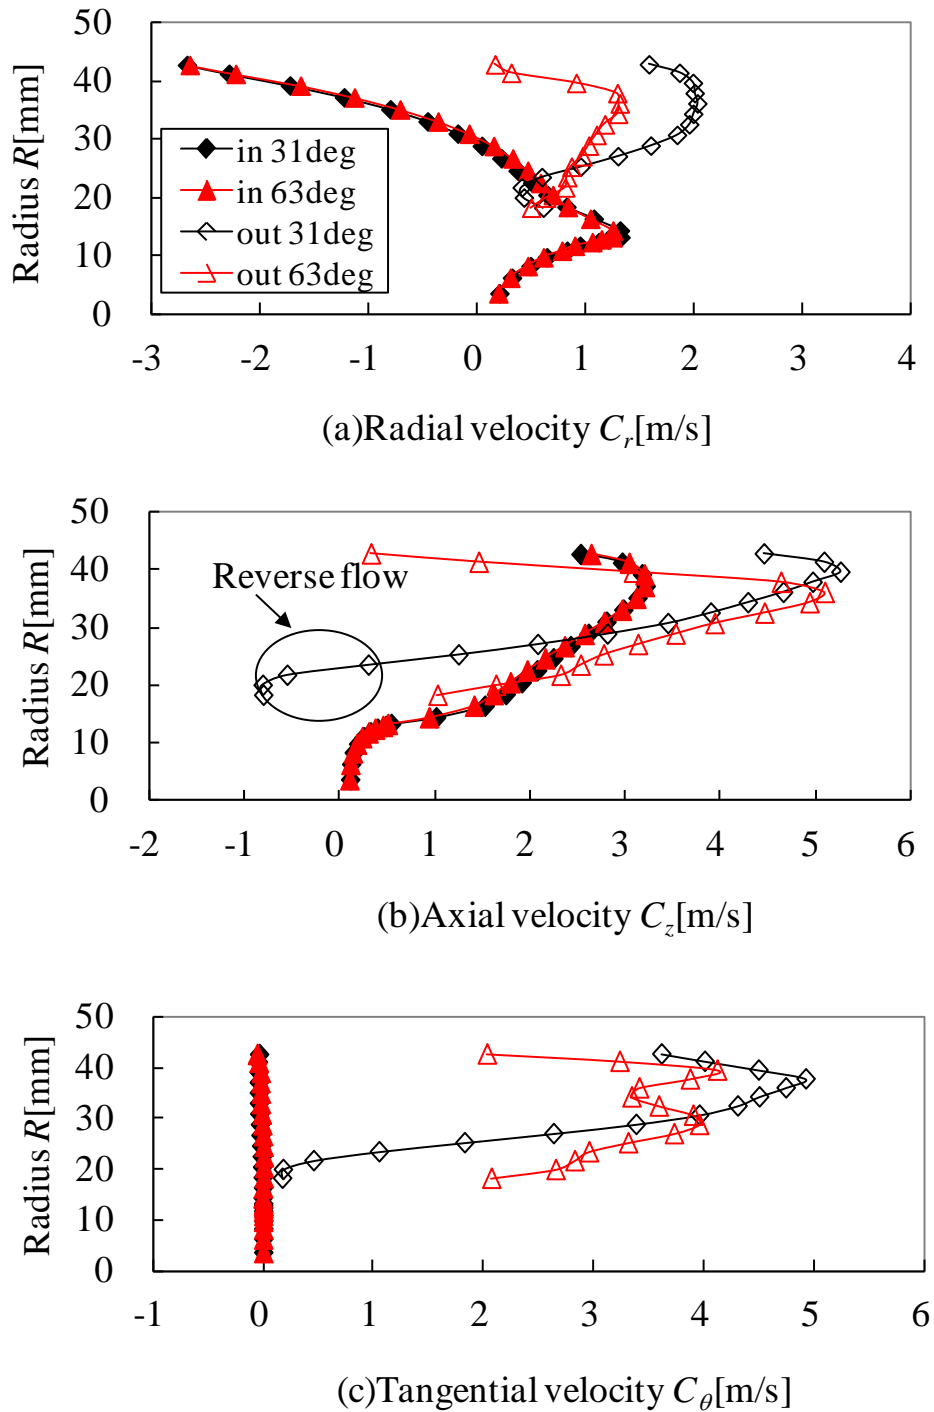 50
40
30
20
10
0
Radius R[mm]
in 31deg
in 63deg
out 31deg
out 63deg
-3 -2 -1 0 1 2 3 4
(a)Radial velocity Cr[m/s]
50
40
30
20
10
0
Radius R[mm]
Reverse flow
-2 -1 0 1 2 3 4 5 6
(b)Axial velocity Cz[m/s]
50
40
30
20
10
0
Radius R[mm]
-1 0 1 2 3 4 5 6
(c)Tangential velocity Cθ[m/s]